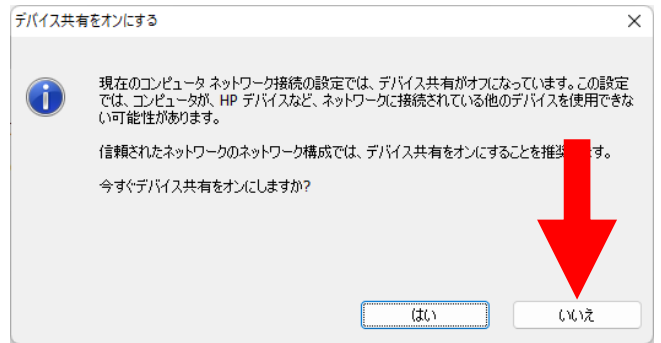 デバイス共有をオンにする
現在のコンピュータ ネットワーク接続の設定では、デバイス共有がオフになっています。この設定
では、コンピュータが、HP デバイスなど、ネットワークに接続されている他のデバイスを使用できな
い可能性があります。
信頼されたネットワークのネットワーク構成では、デバイス共有をオンにすることを推奨 す。
今すぐデバイス共有をオンにしますか?
はい
いいえ